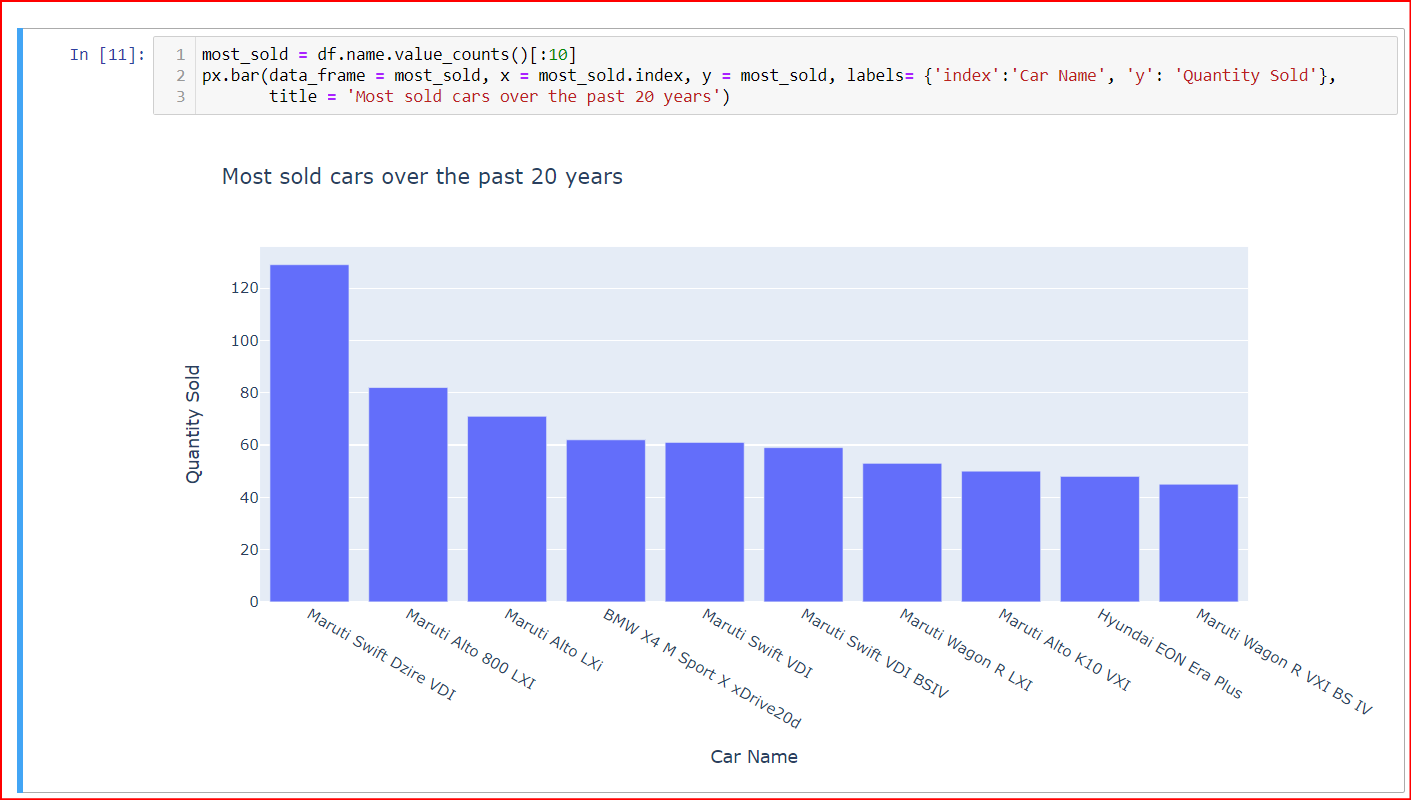 In [11]:
1 most_sold = df.name.value_counts()[:10]
2 px.bar(data_frame = most_sold, x = most_sold.index, y = most_sold, labels= {'index':'Car Name', 'y': 'Quantity Sold'},
3        title = 'Most sold cars over the past 20 years')
Most sold cars over the past 20 years
120
100
80
60
40
20
0
Quantity Sold
Maruti Swift Dzire VDI
Maruti Alto 800 LXI
Maruti Alto LXi
BMW X4 M Sport X xDrive20d
Maruti Swift VDI
Maruti Swift VDI BSIV
Maruti Wagon R LXI
Maruti Alto K10 VXI
Hyundai EON Era Plus
Maruti Wagon R VXI BS IV
Car Name